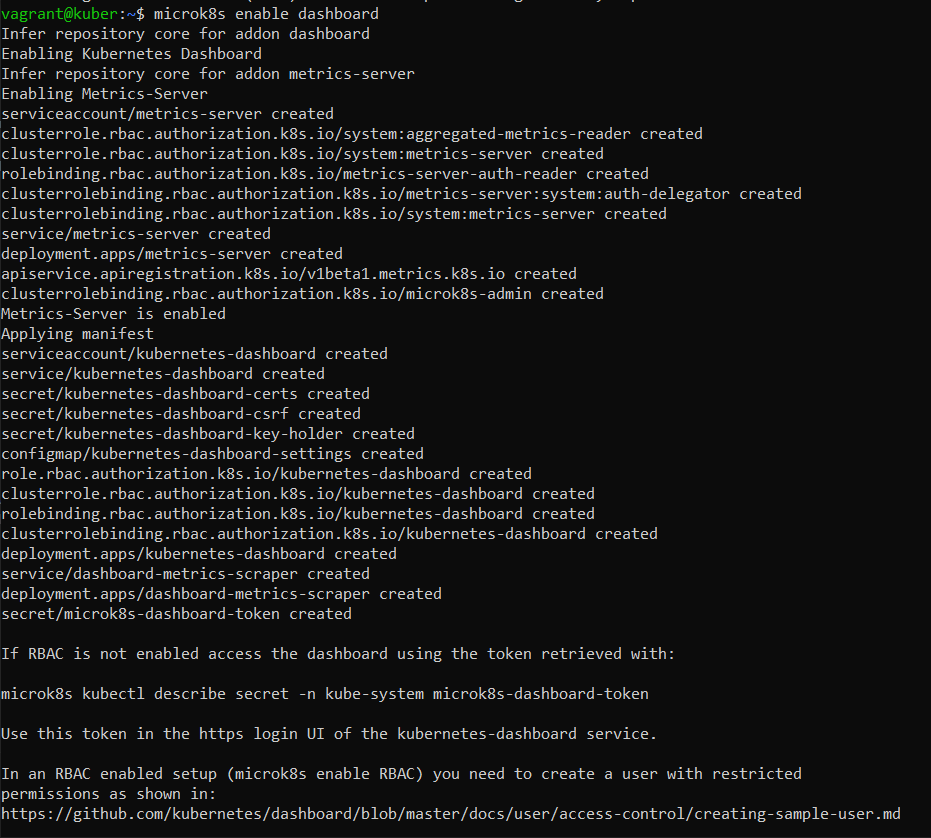 vagrant@kuber:~$ microk8s enable dashboard
Infer repository core for addon dashboard
Enabling Kubernetes Dashboard
Infer repository core for addon metrics-server
Enabling Metrics-Server
serviceaccount/metrics-server created
clusterrole.rbac.authorization.k8s.io/system:aggregated-metrics-reader created
clusterrole.rbac.authorization.k8s.io/system:metrics-server created
rolebinding.rbac.authorization.k8s.io/metrics-server-auth-reader created
clusterrolebinding.rbac.authorization.k8s.io/metrics-server:system:auth-delegator created
clusterrolebinding.rbac.authorization.k8s.io/system:metrics-server created
service/metrics-server created
deployment.apps/metrics-server created
apiservice.apiregistration.k8s.io/v1beta1.metrics.k8s.io created
clusterrolebinding.rbac.authorization.k8s.io/microk8s-admin created
Metrics-Server is enabled
Applying manifest
serviceaccount/kubernetes-dashboard created
service/kubernetes-dashboard created
secret/kubernetes-dashboard-certs created
secret/kubernetes-dashboard-csrf created
secret/kubernetes-dashboard-key-holder created
configmap/kubernetes-dashboard-settings created
role.rbac.authorization.k8s.io/kubernetes-dashboard created
clusterrole.rbac.authorization.k8s.io/kubernetes-dashboard created
rolebinding.rbac.authorization.k8s.io/kubernetes-dashboard created
clusterrolebinding.rbac.authorization.k8s.io/kubernetes-dashboard created
deployment.apps/kubernetes-dashboard created
service/dashboard-metrics-scraper created
deployment.apps/dashboard-metrics-scraper created
secret/microk8s-dashboard-token created

If RBAC is not enabled access the dashboard using the token retrieved with:

microk8s kubectl describe secret -n kube-system microk8s-dashboard-token

Use this token in the https login UI of the kubernetes-dashboard service.

In an RBAC enabled setup (microk8s enable RBAC) you need to create a user with restricted
permissions as shown in:
https://github.com/kubernetes/dashboard/blob/master/docs/user/access-control/creating-sample-user.md